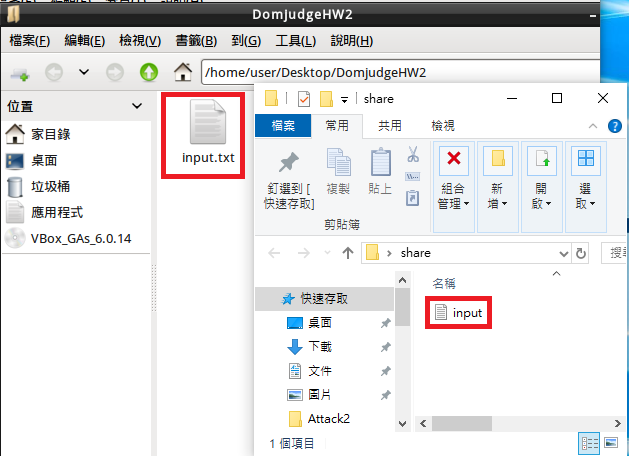 DomJudgeHW2
檔案(F) 編輯(E) 檢視(V) 書籤(B) 到(G) 工具(L) 說明(H)
/home/user/Desktop/DomjudgeHW2
位置
家目錄
桌面
垃圾桶
應用程式
VBox_GAs_6.0.14
input.txt
share
檔案 常用 共用 檢視
釘選到 [
快速存取]
複製
貼上
剪貼簿
組合
管理
新
增
開
啟
選
取
share
快速存取
桌面
下載
文件
圖片
Attack2
名稱
input
1 個項目